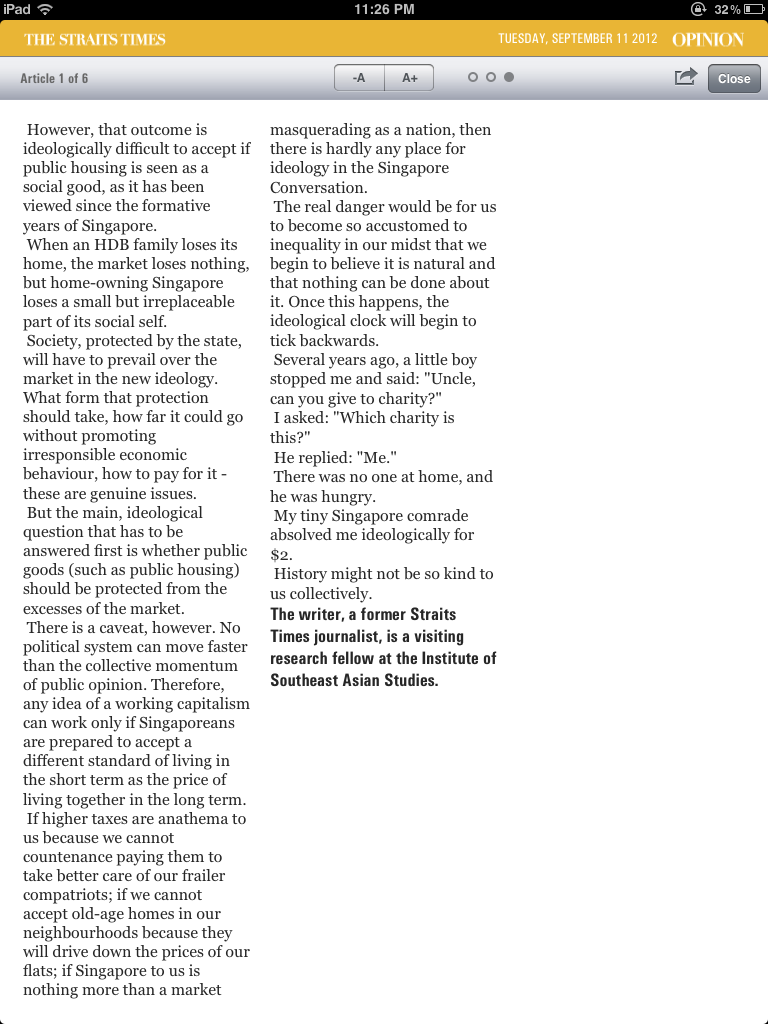 iPad 11:26 PM 32%
THE STRAITS TIMES TUESDAY, SEPTEMBER 11 2012 OPINION
Article 1 of 6 -A A+ Close
However, that outcome is
ideologically difficult to accept if
public housing is seen as a
social good, as it has been
viewed since the formative
years of Singapore.
When an HDB family loses its
home, the market loses nothing,
but home-owning Singapore
loses a small but irreplaceable
part of its social self.
Society, protected by the state,
will have to prevail over the
market in the new ideology.
What form that protection
should take, how far it could go
without promoting
irresponsible economic
behaviour, how to pay for it -
these are genuine issues.
But the main, ideological
question that has to be
answered first is whether public
goods (such as public housing)
should be protected from the
excesses of the market.
There is a caveat, however. No
political system can move faster
than the collective momentum
of public opinion. Therefore,
any idea of a working capitalism
can work only if Singaporeans
are prepared to accept a
different standard of living in
the short term as the price of
living together in the long term.
If higher taxes are anathema to
us because we cannot
countenance paying them to
take better care of our frailer
compatriots; if we cannot
accept old-age homes in our
neighbourhoods because they
will drive down the prices of our
flats; if Singapore to us is
nothing more than a market
masquerading as a nation, then
there is hardly any place for
ideology in the Singapore
Conversation.
The real danger would be for us
to become so accustomed to
inequality in our midst that we
begin to believe it is natural and
that nothing can be done about
it. Once this happens, the
ideological clock will begin to
tick backwards.
Several years ago, a little boy
stopped me and said: "Uncle,
can you give to charity?"
I asked: "Which charity is
this?"
He replied: "Me."
There was no one at home, and
he was hungry.
My tiny Singapore comrade
absolved me ideologically for
$2.
History might not be so kind to
us collectively.
The writer, a former Straits
Times journalist, is a visiting
research fellow at the Institute of
Southeast Asian Studies.